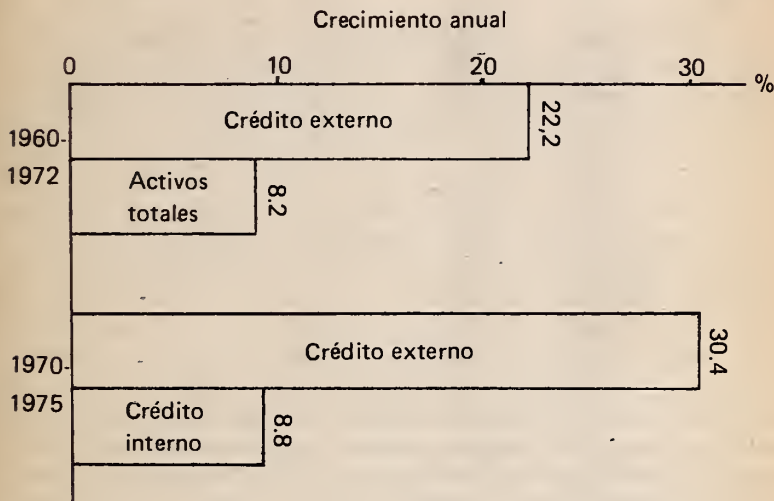 Crecimiento anual
0 10 20 30 %
Crédito externo 22,2
1960-
1972
Activos
totales
8.2
Crédito externo 30.4
1970-
1975
Crédito
interno
8.8